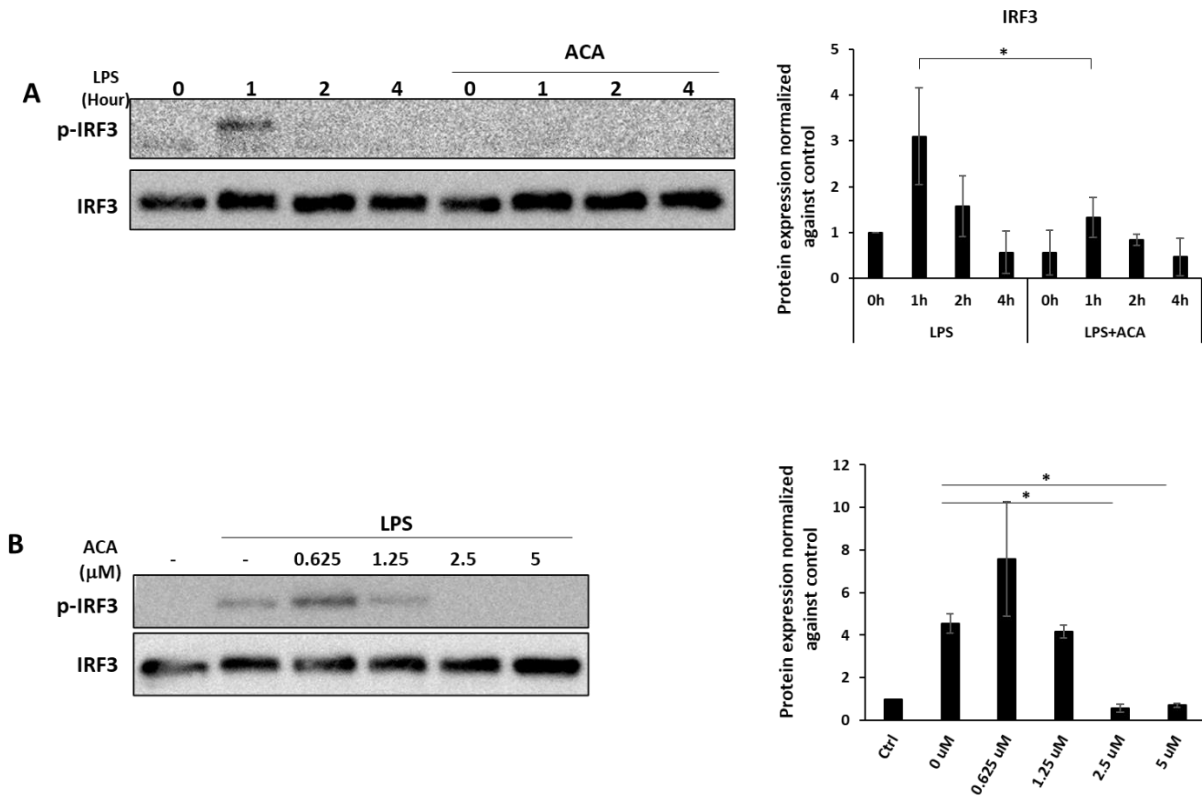 A
LPS
(Hour)
ACA
0 1 2 4 0 1 2 4
p-IRF3
IRF3
IRF3
Protein expression normalized
against control
5
4
3
2
1
0
*
0h 1h 2h 4h 0h 1h 2h 4h
LPS LPS+ACA
B
LPS
ACA
(μM)
- - 0.625 1.25 2.5 5
p-IRF3
IRF3
Protein expression normalized
against control
12
10
8
6
4
2
0
*
*
Ctrl 0 uM 0.625 uM 1.25 uM 2.5 uM 5 uM